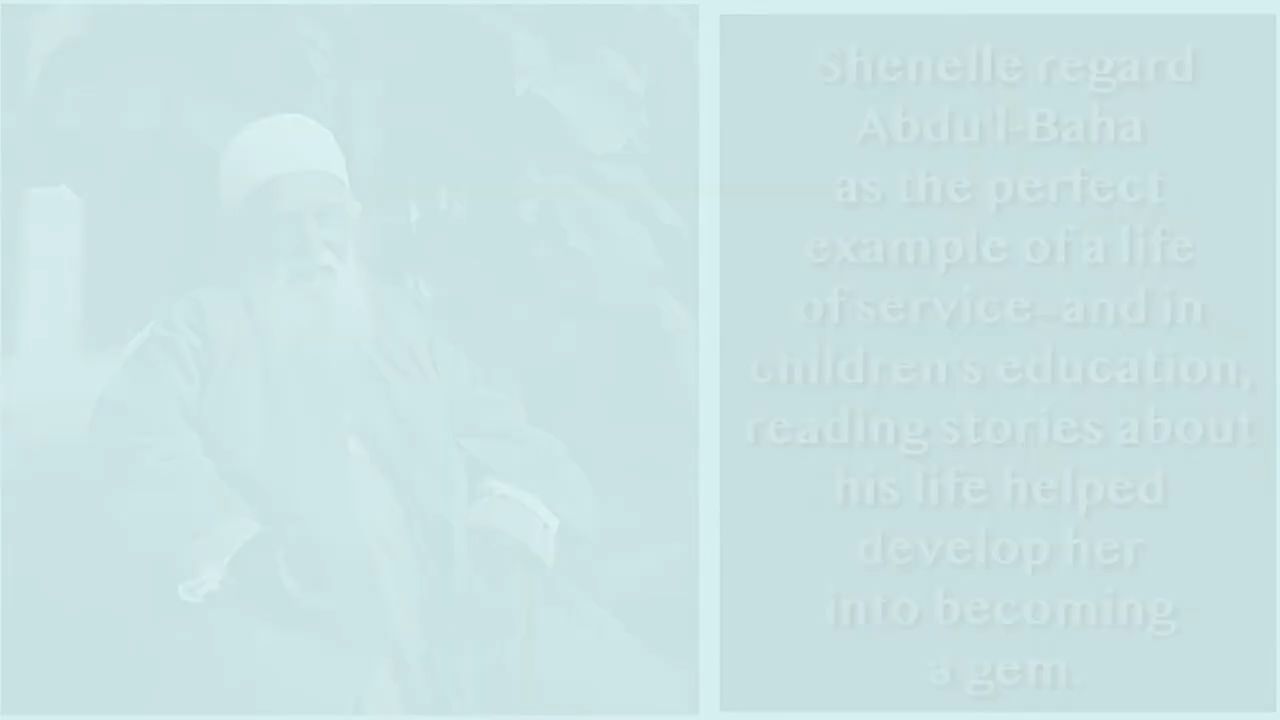 Shenelle regard
Abdu'l-Baha
as the perfect
example of a life
of service–and in
children's education,
reading stories about
his life helped
develop her
into becoming
a gem.